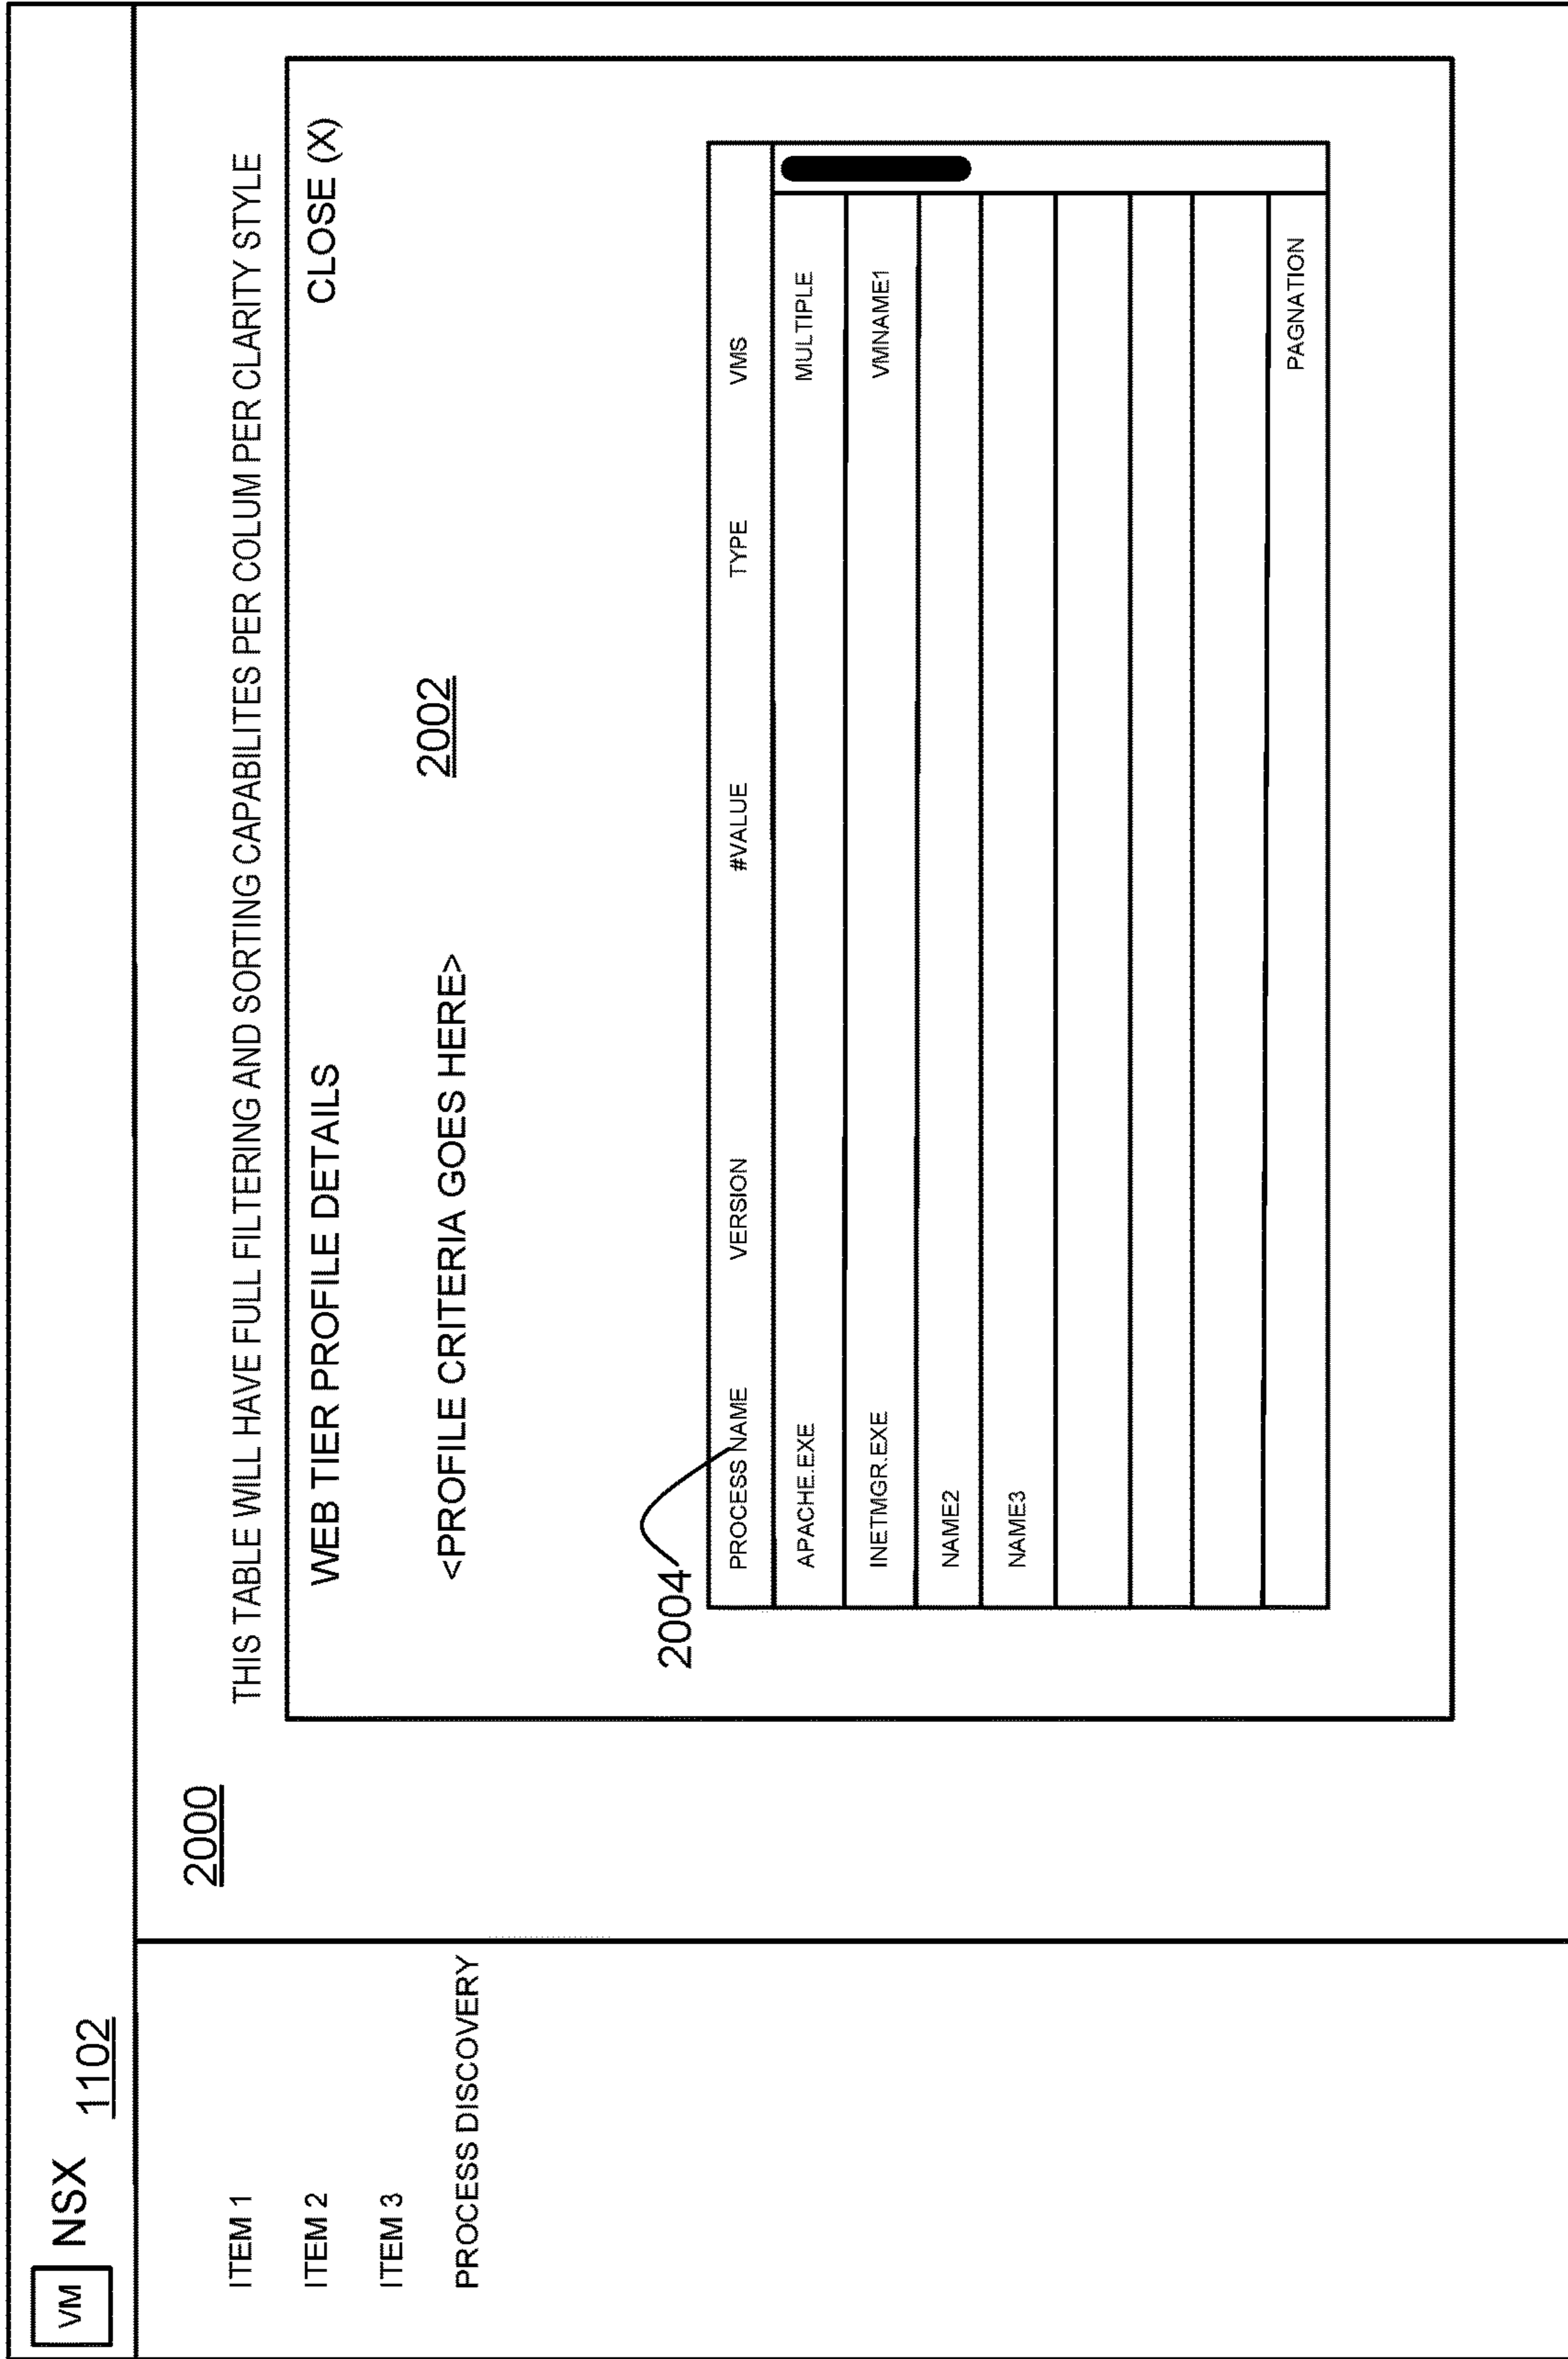 VM NSX 1102
ITEM 1
ITEM 2
ITEM 3
PROCESS DISCOVERY
2000
THIS TABLE WILL HAVE FULL FILTERING AND SORTING CAPABILITES PER COLUM PER CLARITY STYLE
WEB TIER PROFILE DETAILS CLOSE (X)
<PROFILE CRITERIA GOES HERE> 2002
2004
PROCESS NAME VERSION #VALUE TYPE VMS
APACHE.EXE MULTIPLE
INETMGR.EXE VMNAME1
NAME2
NAME3
PAGNATION